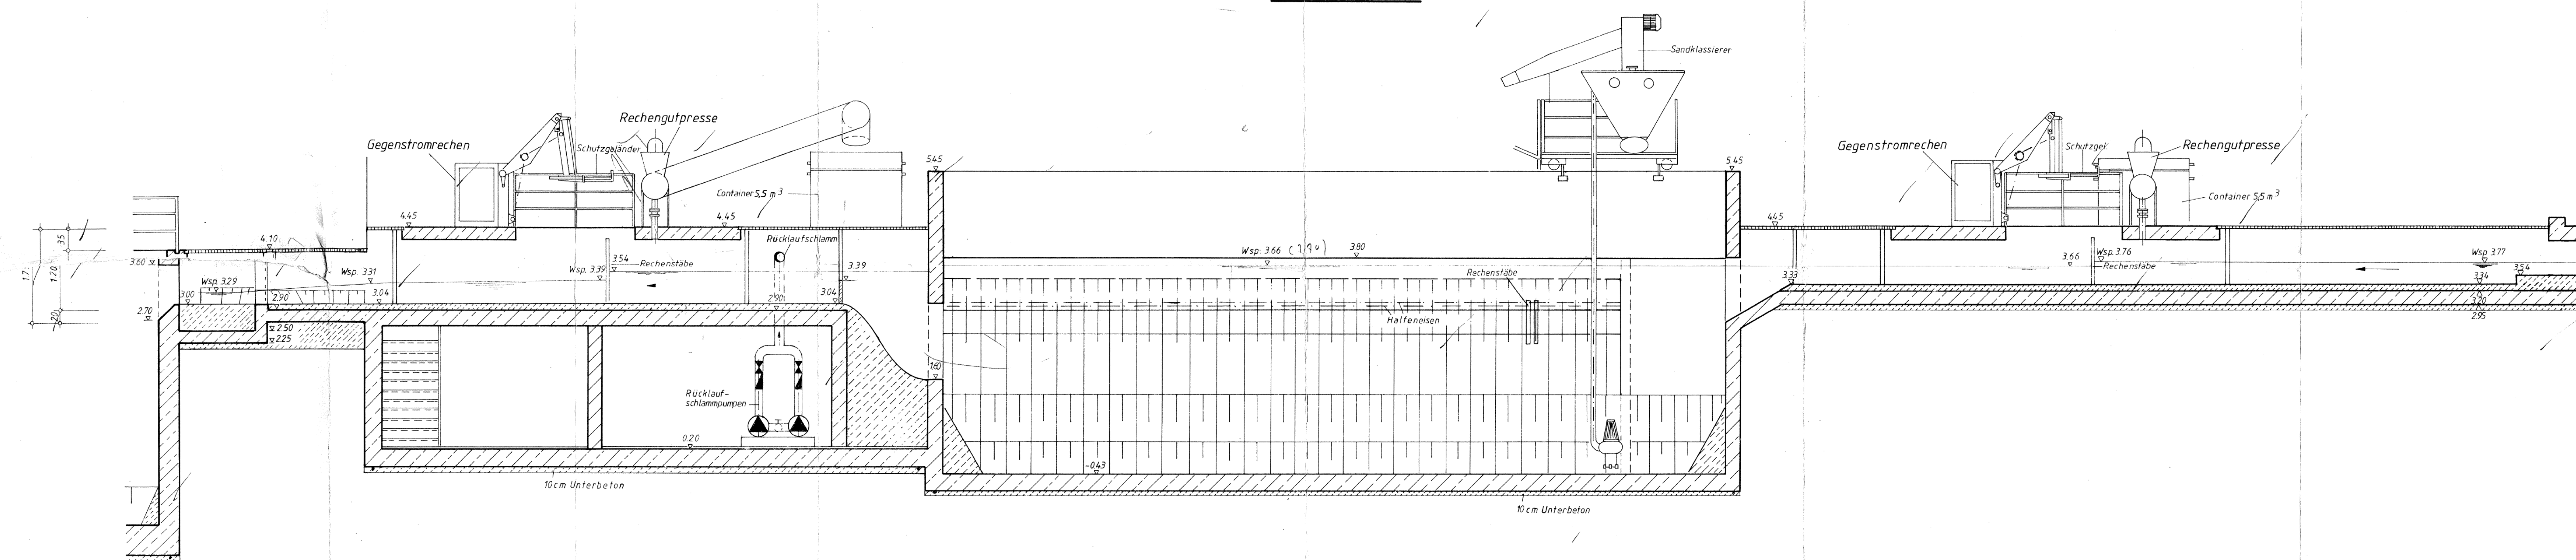 Sandklassierer
Rechengutpresse
Gegenstromrechen
Schutzgeländer
Container 5,5 m³
5.45
5.45
Gegenstromrechen
Schutzgel.
Rechengutpresse
Container 5,5 m³
4.45
4.45
4.45
35
4.10
Rücklaufschlamm
Wsp. 3.66
3.80
3.60
1.20
Wsp. 3.29
Wsp. 3.31
Wsp. 3.39
3.54
Rechenstäbe
3.39
Rechenstäbe
3.33
3.66
Wsp. 3.76
Rechenstäbe
Wsp. 3.77
3.34
3.54
3.00
2.90
3.04
2.90
3.04
3.20
2.95
2.70
20
2.50
2.25
Halfeneisen
1.60
Rücklauf-
schlammpumpen
0.20
-0.43
10 cm Unterbeton
10 cm Unterbeton